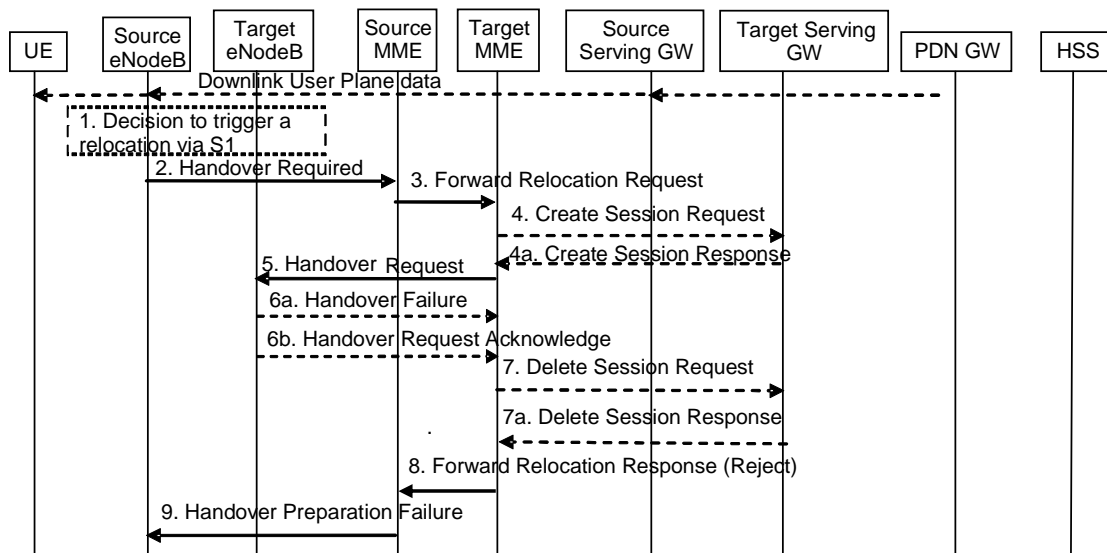 UE
Source
eNodeB
Target
eNodeB
Source
MME
Target
MME
Source
Serving GW
Target Serving
GW
PDN GW
HSS
Downlink User Plane data
1. Decision to trigger a
relocation via S1
2. Handover Required
3. Forward Relocation Request
4. Create Session Request
4a. Create Session Response
5. Handover Request
6a. Handover Failure
6b. Handover Request Acknowledge
7. Delete Session Request
7a. Delete Session Response
.
8. Forward Relocation Response (Reject)
9. Handover Preparation Failure